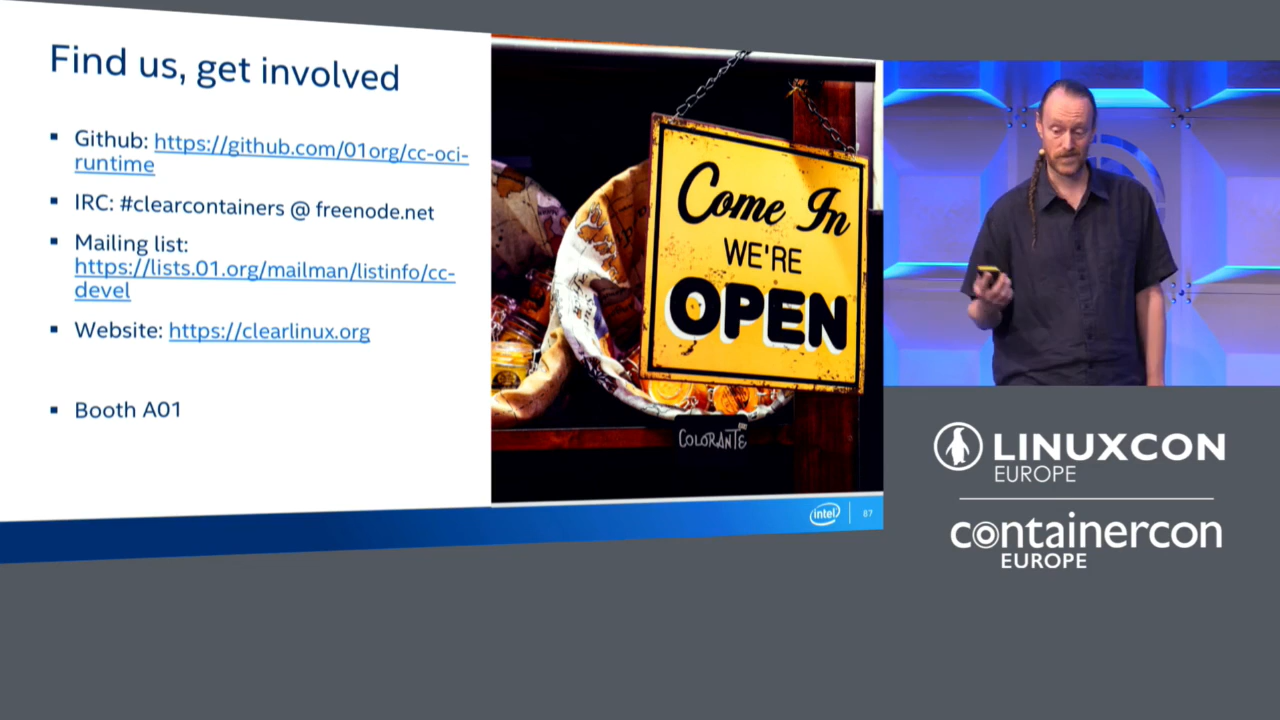 Find us, get involved
▪ Github: https://github.com/01org/cc-oci-
runtime
▪ IRC: #clearcontainers @ freenode.net
▪ Mailing list:
https://lists.01.org/mailman/listinfo/cc-
devel
▪ Website: https://clearlinux.org
▪ Booth A01
Come In
WE'RE
OPEN
COLORANTE
intel
87
LINUXCON
EUROPE
containercon
EUROPE